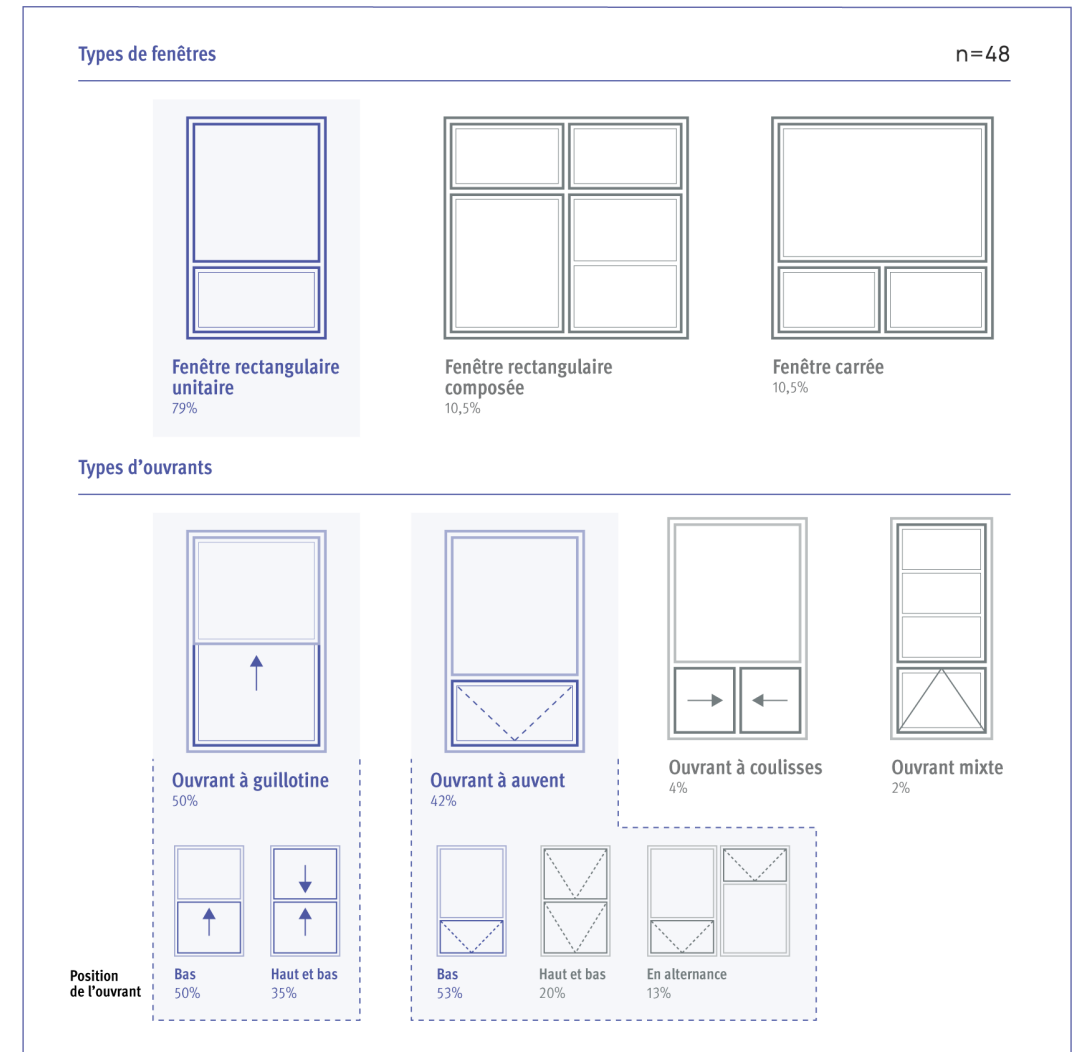 Types de fenêtres
n=48
Fenêtre rectangulaire
unitaire
79%
Fenêtre rectangulaire
composée
10,5%
Fenêtre carrée
10,5%
Types d'ouvrants
Ouvrant à guillotine
50%
Ouvrant à auvent
42%
Ouvrant à coulisses
4%
Ouvrant mixte
2%
Position
de l'ouvrant
Bas
50%
Haut et bas
35%
Bas
53%
Haut et bas
20%
En alternance
13%